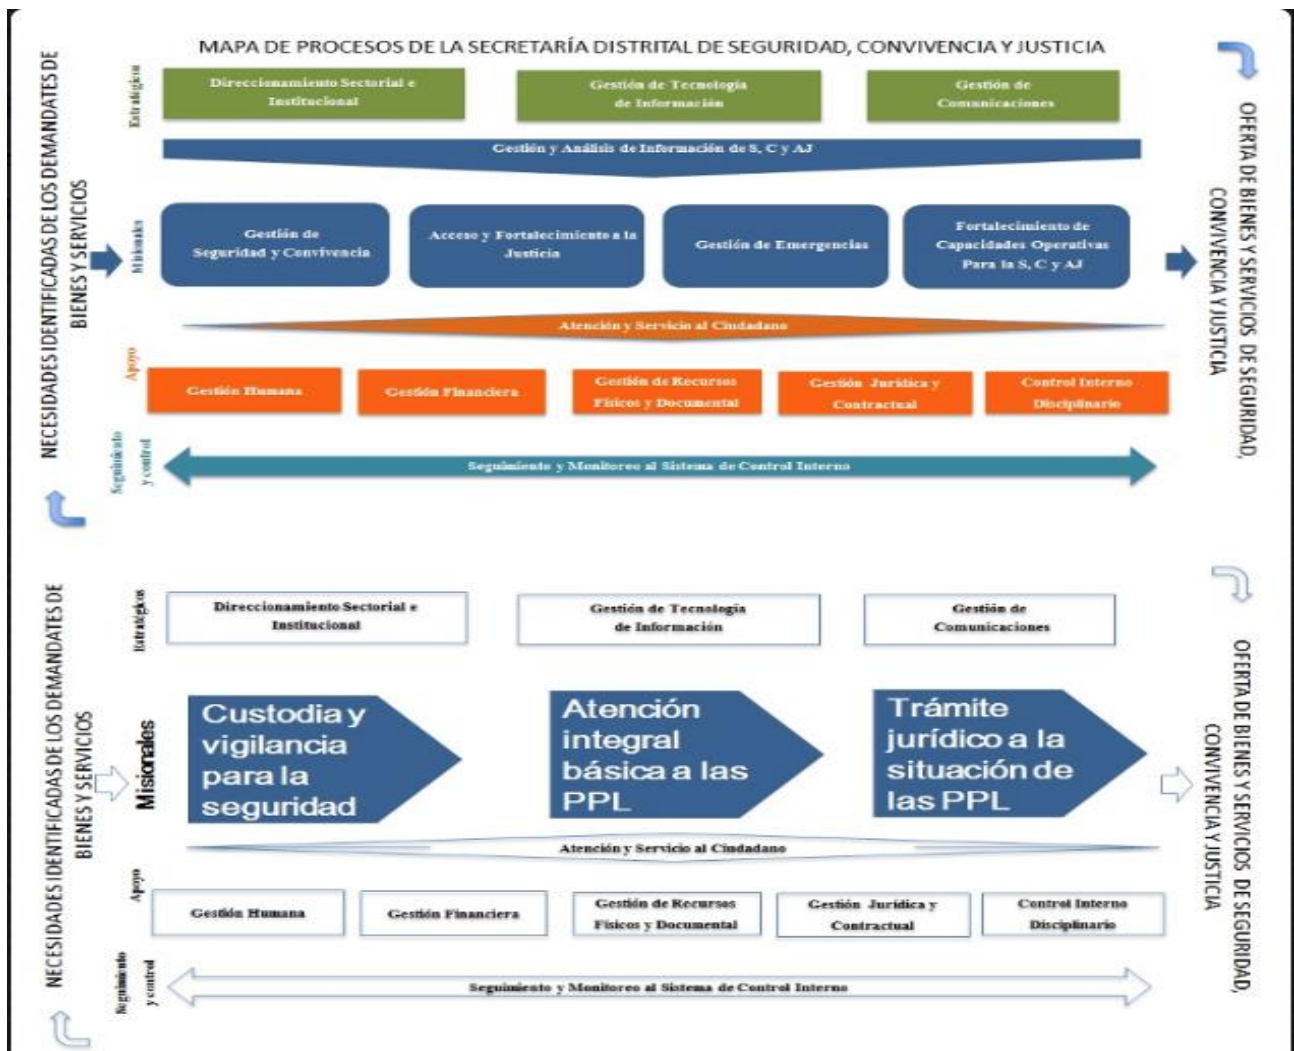 MAPA DE PROCESOS DE LA SECRETARÍA DISTRITAL DE SEGURIDAD, CONVIVENCIA Y JUSTICIA
NECESIDADES IDENTIFICADAS DE LOS DEMANDATES DE
BIENES Y SERVICIOS
Estratégicos
Direccionamiento Sectorial e
Institucional
Gestión de Tecnología
de Información
Gestión de
Comunicaciones
Gestión y Análisis de Información de S, C y AJ
Misionales
Gestión de
Seguridad y Convivencia
Acceso y Fortalecimiento a la
Justicia
Gestión de Emergencias
Fortalecimiento de
Capacidades Operativas
Para la S, C y AJ
Atención y Servicio al Ciudadano
Apoyo
Gestión Humana
Gestión Financiera
Gestión de Recursos
Físicos y Documental
Gestión Jurídica y
Contractual
Control Interno
Disciplinario
Seguimiento
y control
Seguimiento y Monitoreo al Sistema de Control Interno
OFERTA DE BIENES Y SERVICIOS DE SEGURIDAD,
CONVIVENCIA Y JUSTICIA
NECESIDADES IDENTIFICADAS DE LOS DEMANDATES DE
BIENES Y SERVICIOS
Estratégicos
Direccionamiento Sectorial e
Institucional
Gestión de Tecnología
de Información
Gestión de
Comunicaciones
Misionales
Custodia y
vigilancia
para la
seguridad
Atención
integral
básica a las
PPL
Trámite
jurídico a la
situación de
las PPL
Atención y Servicio al Ciudadano
Apoyo
Gestión Humana
Gestión Financiera
Gestión de Recursos
Físicos y Documental
Gestión Jurídica y
Contractual
Control Interno
Disciplinario
Seguimiento
y control
Seguimiento y Monitoreo al Sistema de Control Interno
OFERTA DE BIENES Y SERVICIOS DE SEGURIDAD,
CONVIVENCIA Y JUSTICIA